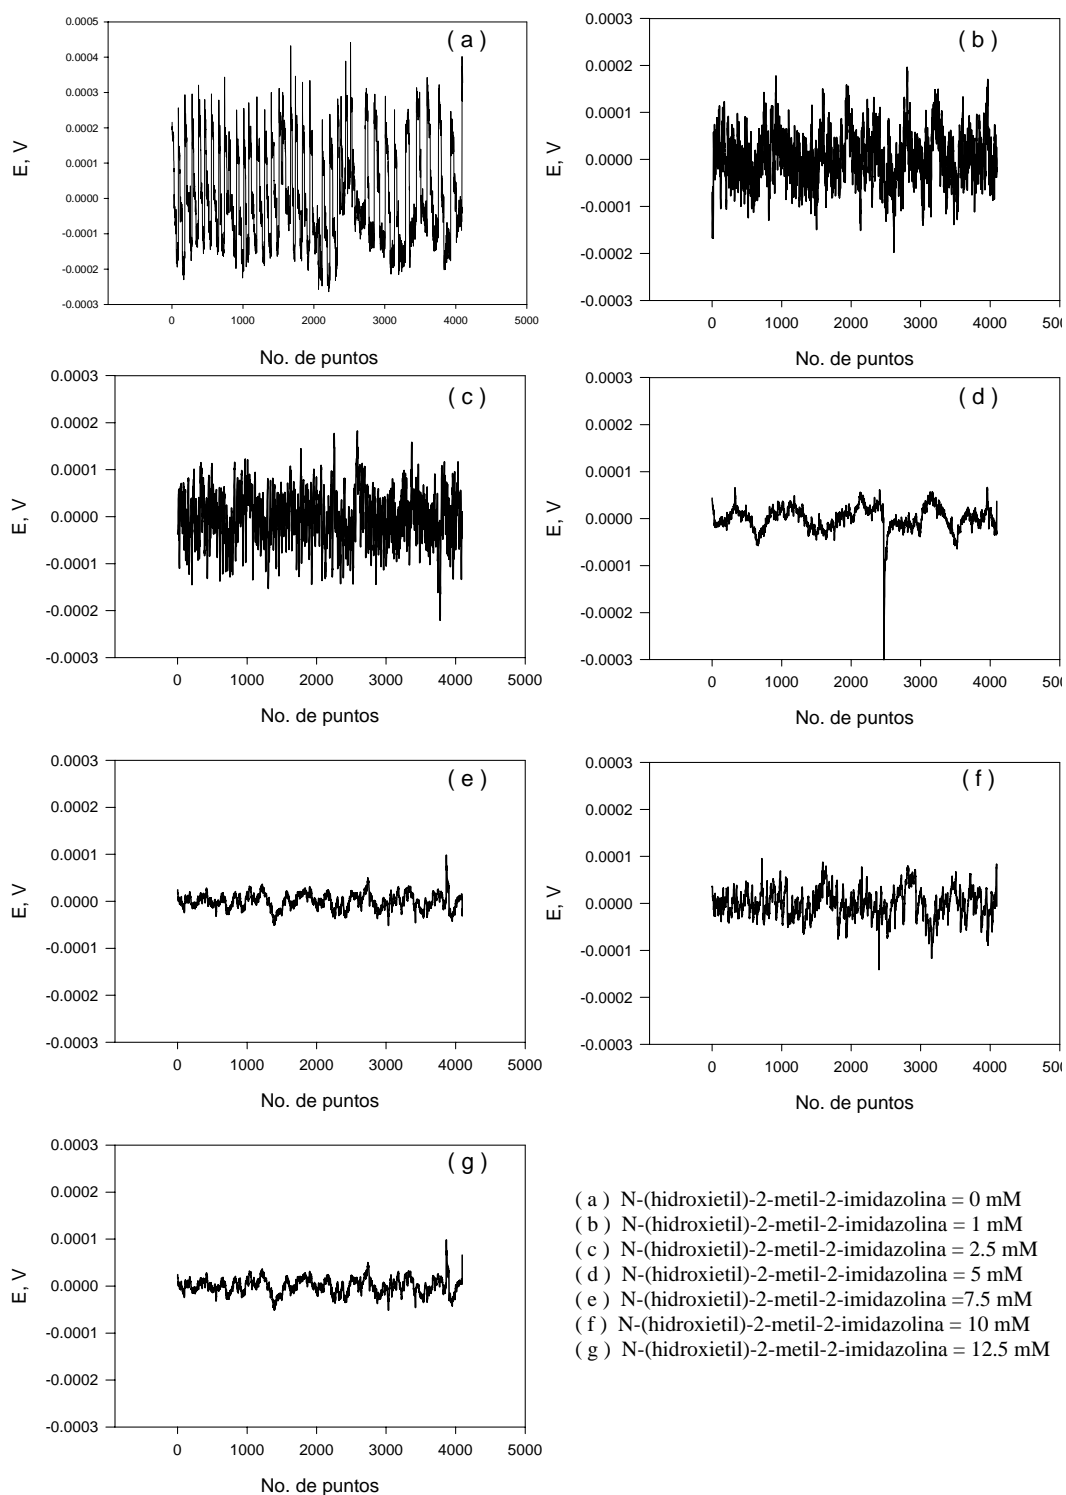 ( a )
0.0005
0.0004
0.0003
0.0002
0.0001
0.0000
-0.0001
-0.0002
-0.0003
E, V
0 1000 2000 3000 4000 5000
No. de puntos
( b )
0.0003
0.0002
0.0001
0.0000
-0.0001
-0.0002
-0.0003
E, V
0 1000 2000 3000 4000 500
No. de puntos
( c )
0.0003
0.0002
0.0001
0.0000
-0.0001
-0.0002
-0.0003
E, V
0 1000 2000 3000 4000 5000
No. de puntos
( d )
0.0003
0.0002
0.0001
0.0000
-0.0001
-0.0002
-0.0003
E, V
0 1000 2000 3000 4000 500
No. de puntos
( e )
0.0003
0.0002
0.0001
0.0000
-0.0001
-0.0002
-0.0003
E, V
0 1000 2000 3000 4000 5000
No. de puntos
( f )
0.0003
0.0002
0.0001
0.0000
-0.0001
-0.0002
-0.0003
E, V
0 1000 2000 3000 4000 500
No. de puntos
( g )
0.0003
0.0002
0.0001
0.0000
-0.0001
-0.0002
-0.0003
E, V
0 1000 2000 3000 4000 5000
No. de puntos
( a ) N-(hidroxietil)-2-metil-2-imidazolina = 0 mM
( b ) N-(hidroxietil)-2-metil-2-imidazolina = 1 mM
( c ) N-(hidroxietil)-2-metil-2-imidazolina = 2.5 mM
( d ) N-(hidroxietil)-2-metil-2-imidazolina = 5 mM
( e ) N-(hidroxietil)-2-metil-2-imidazolina =7.5 mM
( f ) N-(hidroxietil)-2-metil-2-imidazolina = 10 mM
( g ) N-(hidroxietil)-2-metil-2-imidazolina = 12.5 mM